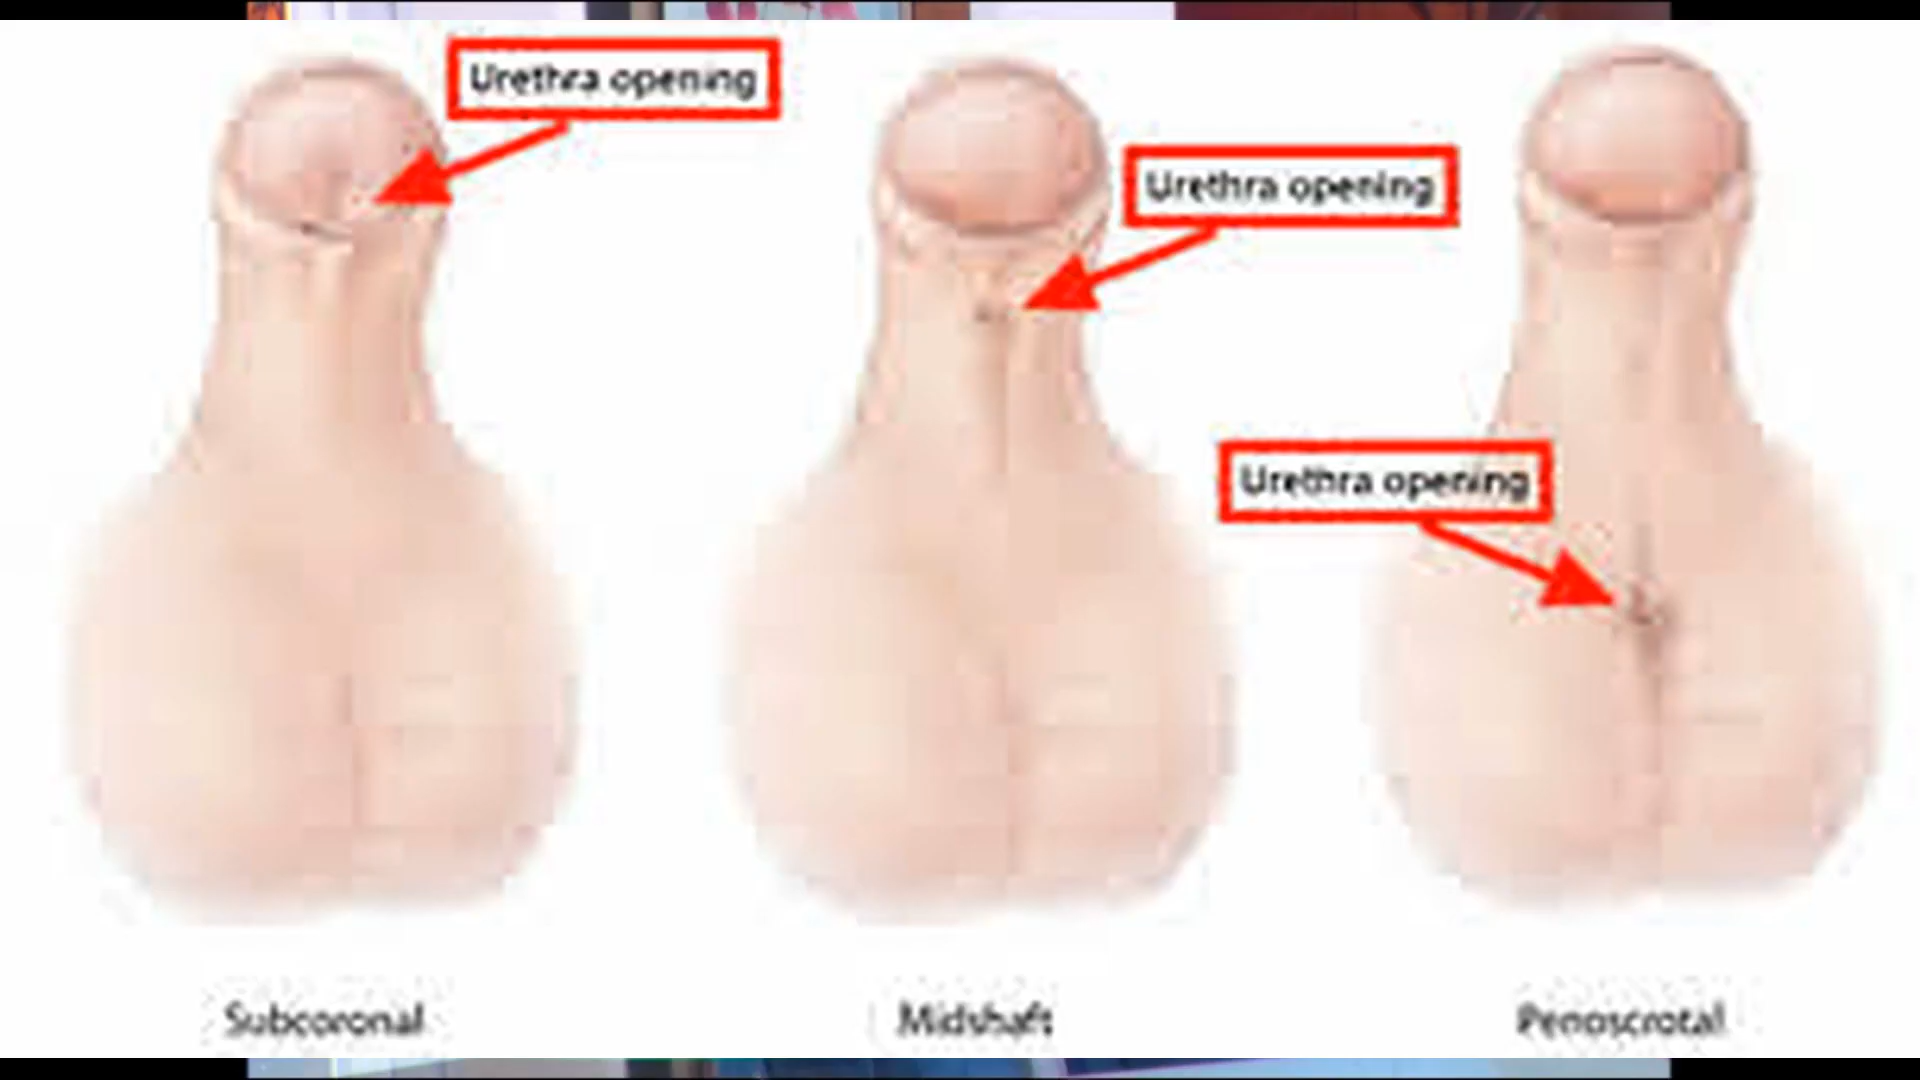 Urethra opening
Urethra opening
Urethra opening
Subcoronal
Midshaft
Penoscrotal